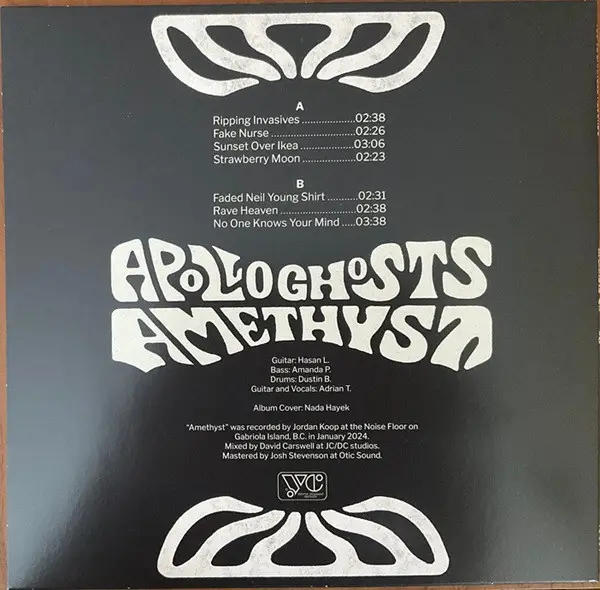 A
Ripping Invasives ...................02:38
Fake Nurse ..............................02:26
Sunset Over Ikea ...................03:06
Strawberry Moon ...................02:23
B
Faded Neil Young Shirt ..........02:31
Rave Heaven ...........................02:38
No One Knows Your Mind .....03:38
APOLLO GHOSTS
AMETHYST
Guitar: Hasan L.
Bass: Amanda P.
Drums: Dustin B.
Guitar and Vocals: Adrian T.
Album Cover: Nada Hayek
“Amethyst” was recorded by Jordan Koop at the Noise Floor on
Gabriola Island, B.C. in January 2024.
Mixed by David Carswell at JC/DC studios.
Mastered by Josh Stevenson at Otic Sound.